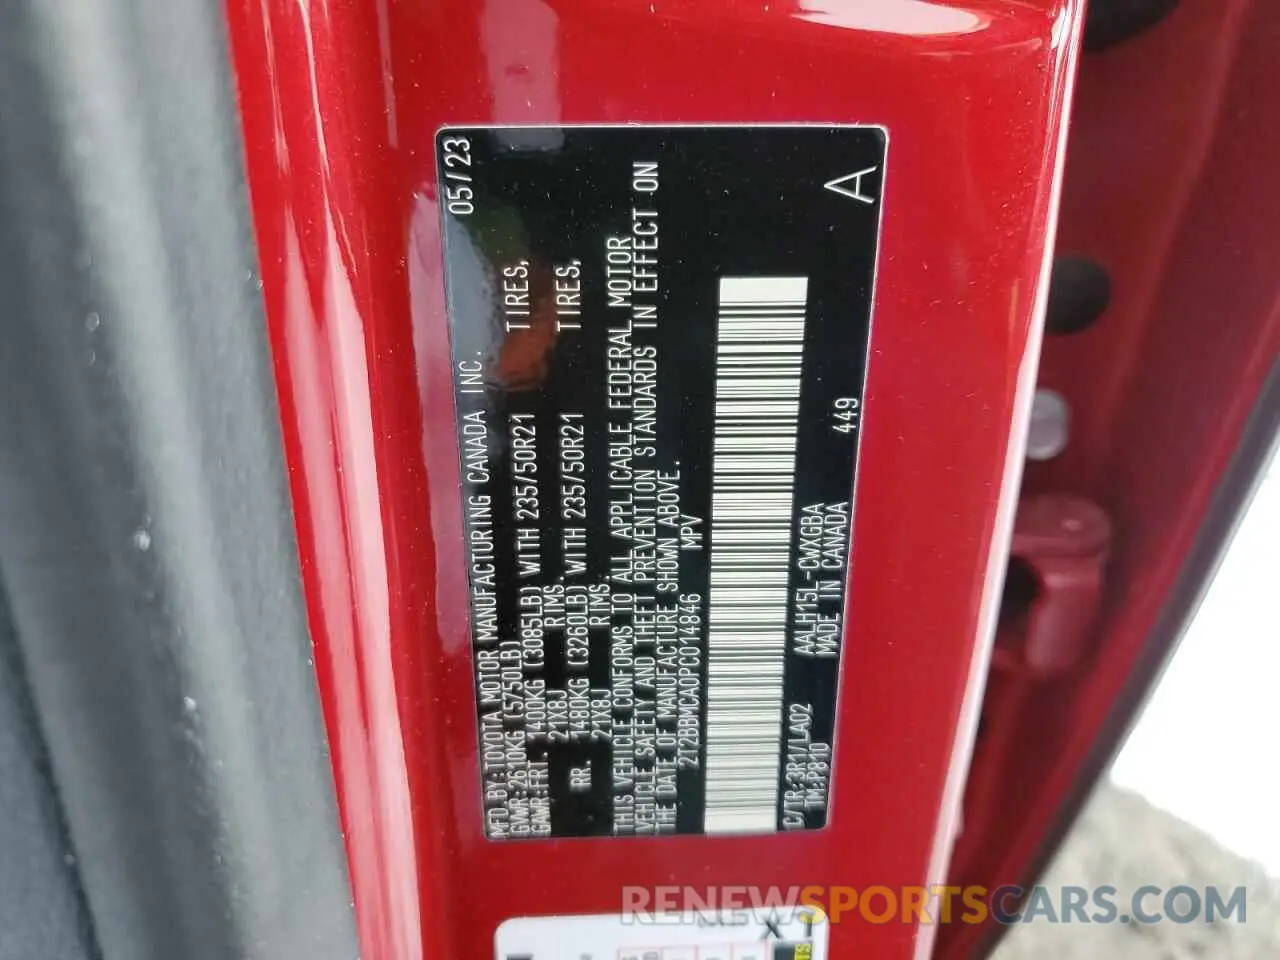 MFD.BY:TOYOTA MOTOR MANUFACTURING CANADA INC. 05/23
GVWR:2610KG (5750LB)
GAWR:FRT. 1400KG (3085LB) WITH 235/50R21 TIRES,
21X8J RIMS.
RR. 1480KG (3260LB) WITH 235/50R21 TIRES,
21X8J RIMS.
THIS VEHICLE CONFORMS TO ALL APPLICABLE FEDERAL MOTOR
VEHICLE SAFETY AND THEFT PREVENTION STANDARDS IN EFFECT ON
THE DATE OF MANUFACTURE SHOWN ABOVE.
2T2BBMCA0PC014846 MPV
C/TR:3R1/LA02 AALH15L-CWXGBA 449 A
TM:P810 MADE IN CANADA
RENEWSPORTSCARS.COM